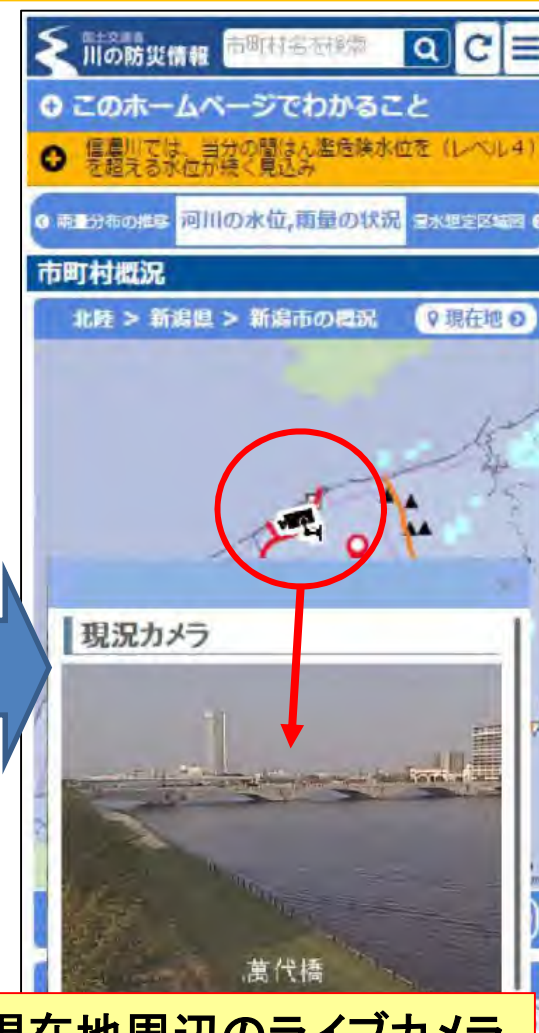 国土交通省
川の防災情報
市町村名を検索
このホームページでわかること
信濃川では、当分の間はん濫危険水位を（レベル4）
を超える水位が続く見込み
雨量分布の推移 河川の水位,雨量の状況 浸水想定区域図
市町村概況
北陸 > 新潟県 > 新潟市の概況 現在地
現況カメラ
萬代橋
現在地周辺のライブカメラ